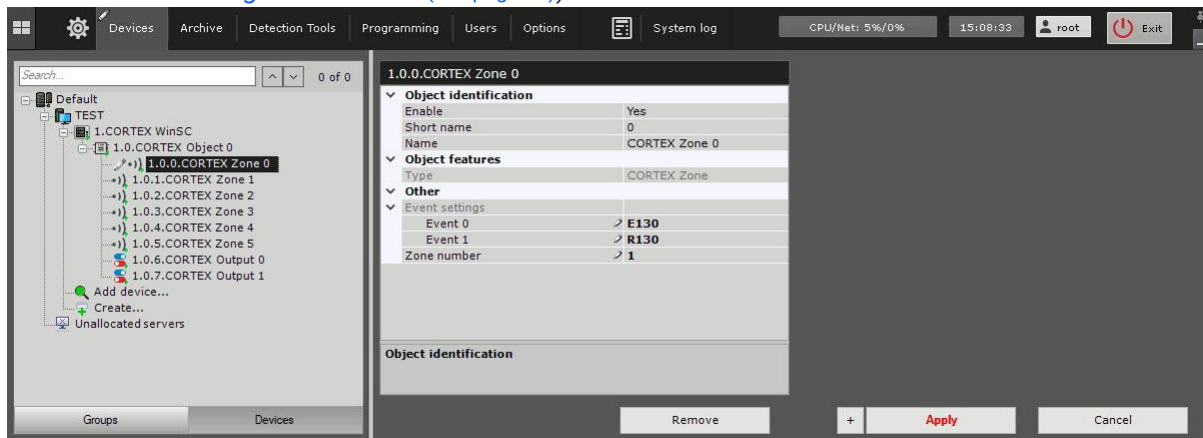 Devices Archive Detection Tools Programming Users Options System log CPU/Net: 5%/0% 15:08:33 root Exit
Search... 0 of 0
Default
TEST
1.CORTEX WinSC
1.0.CORTEX Object 0
1.0.0.CORTEX Zone 0
1.0.1.CORTEX Zone 1
1.0.2.CORTEX Zone 2
1.0.3.CORTEX Zone 3
1.0.4.CORTEX Zone 4
1.0.5.CORTEX Zone 5
1.0.6.CORTEX Output 0
1.0.7.CORTEX Output 1
Add device...
Create...
Unallocated servers
Groups Devices
1.0.0.CORTEX Zone 0
Object identification
Enable Yes
Short name 0
Name CORTEX Zone 0
Object features
Type CORTEX Zone
Other
Event settings
Event 0 E130
Event 1 R130
Zone number 1
Object identification
Remove + Apply Cancel